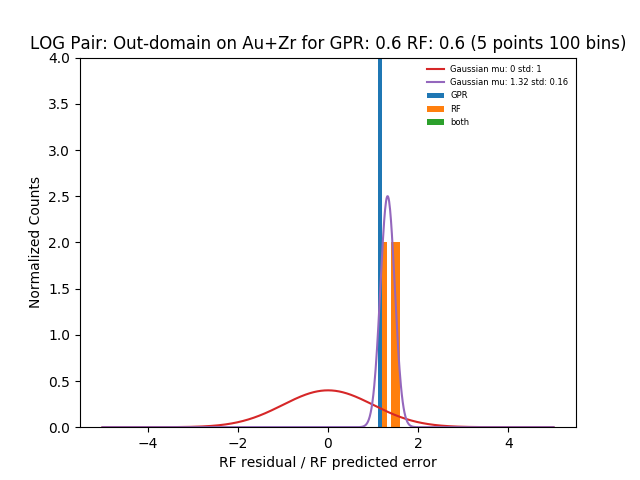 LOG Pair: Out-domain on Au+Zr for GPR: 0.6 RF: 0.6 (5 points 100 bins)
Gaussian mu: 0 std: 1
Gaussian mu: 1.32 std: 0.16
GPR
RF
both
Normalized Counts
4.0
3.5
3.0
2.5
2.0
1.5
1.0
0.5
0.0
−4 −2 0 2 4
RF residual / RF predicted error